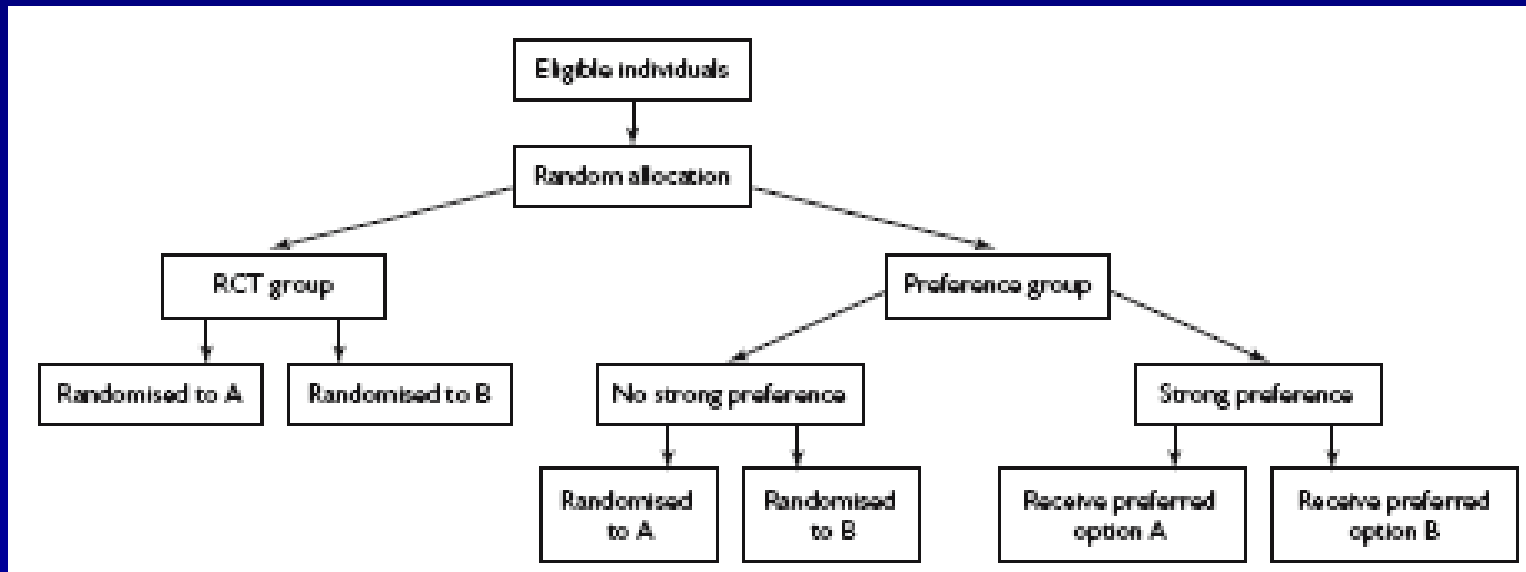 Eligible individuals
Random allocation
RCT group
Preference group
Randomised to A
Randomised to B
No strong preference
Strong preference
Randomised
to A
Randomised
to B
Receive preferred
option A
Receive preferred
option B